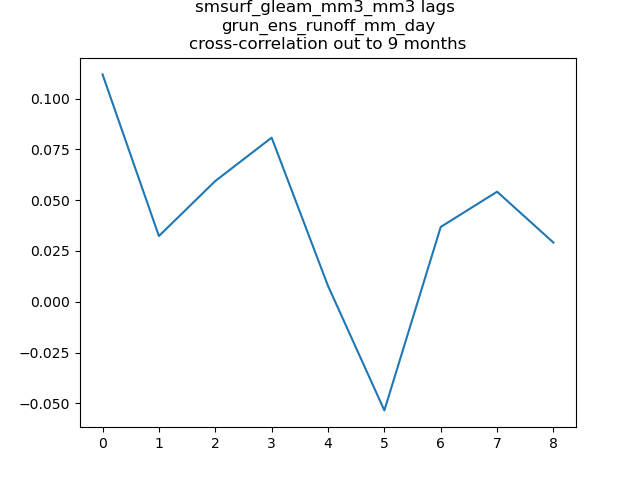 smsurf_gleam_mm3_mm3 lags
grun_ens_runoff_mm_day
cross-correlation out to 9 months
0.100
0.075
0.050
0.025
0.000
−0.025
−0.050
0 1 2 3 4 5 6 7 8